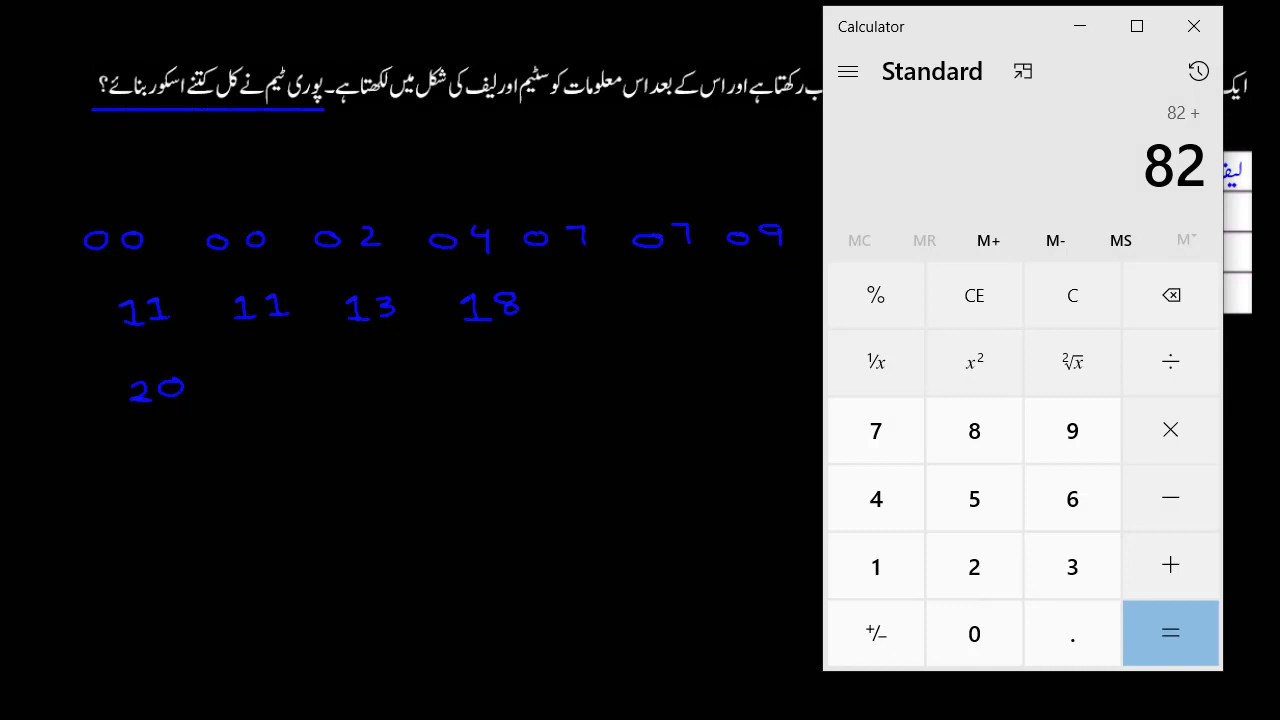 ایک
ب رکھتا ہے اور اس کے بعد اس معلومات کو سٹیم اور لیف کی شکل میں لکھتا ہے۔ پوری ٹیم نے کل کتنے اسکور بنائے؟
00 00 02 04 07 07 09
11 11 13 18
20
Calculator
Standard
82 +
82
MC MR M+ M- MS M˅
% CE C
⅟x x² ²√x ÷
7 8 9 ×
4 5 6 −
1 2 3 +
+/− 0 . =